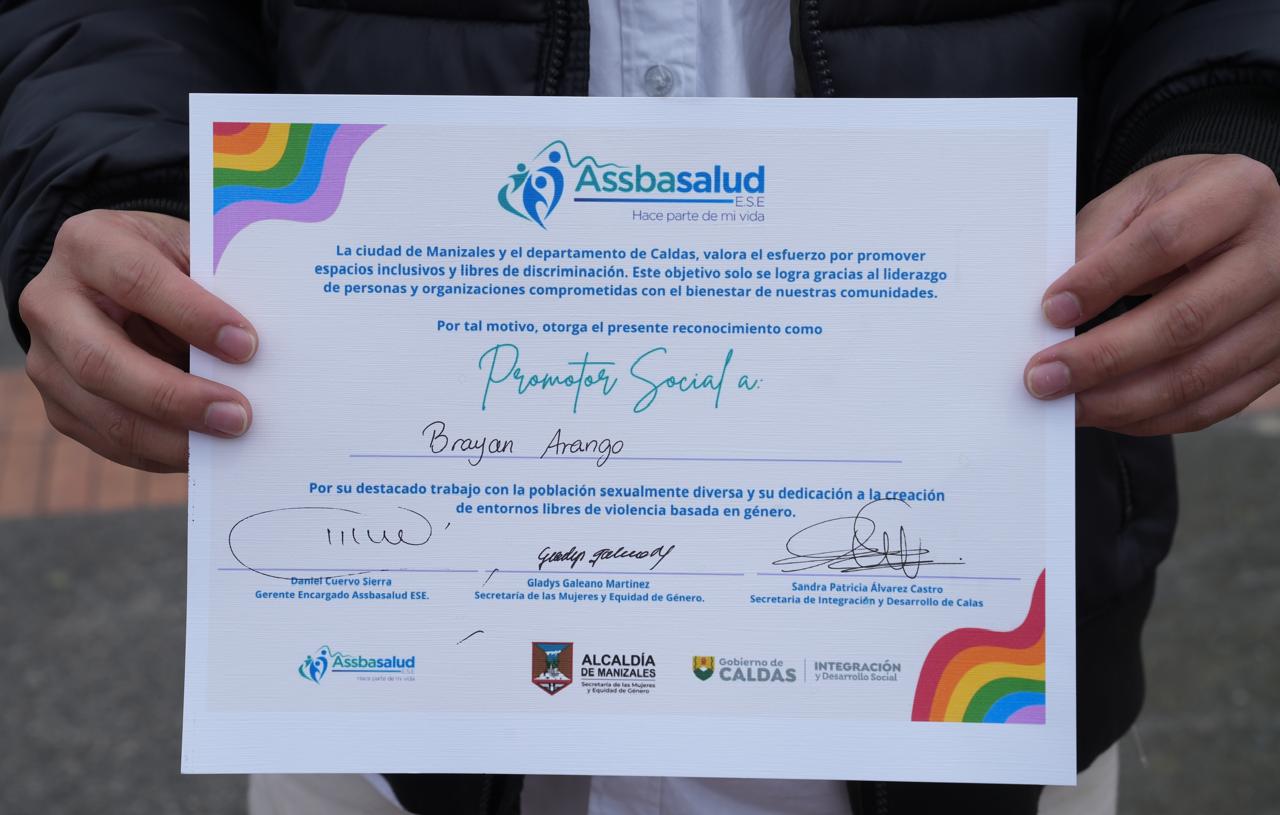 Assbasalud
E.S.E
Hace parte de mi vida
La ciudad de Manizales y el departamento de Caldas, valora el esfuerzo por promover
espacios inclusivos y libres de discriminación. Este objetivo solo se logra gracias al liderazgo
de personas y organizaciones comprometidas con el bienestar de nuestras comunidades.
Por tal motivo, otorga el presente reconocimiento como
Promotor Social a:
Brayan Arango
Por su destacado trabajo con la población sexualmente diversa y su dedicación a la creación
de entornos libres de violencia basada en género.
Gladys Galeano M
Daniel Cuervo Sierra
Gerente Encargado Assbasalud ESE.
Gladys Galeano Martinez
Secretaría de las Mujeres y Equidad de Género.
Sandra Patricia Álvarez Castro
Secretaria de Integración y Desarrollo de Calas
Assbasalud
E.S.E
Hace parte de mi vida
ALCALDÍA
DE MANIZALES
Secretaría de las Mujeres
y Equidad de Género
Gobierno de
CALDAS
INTEGRACIÓN
y Desarrollo Social